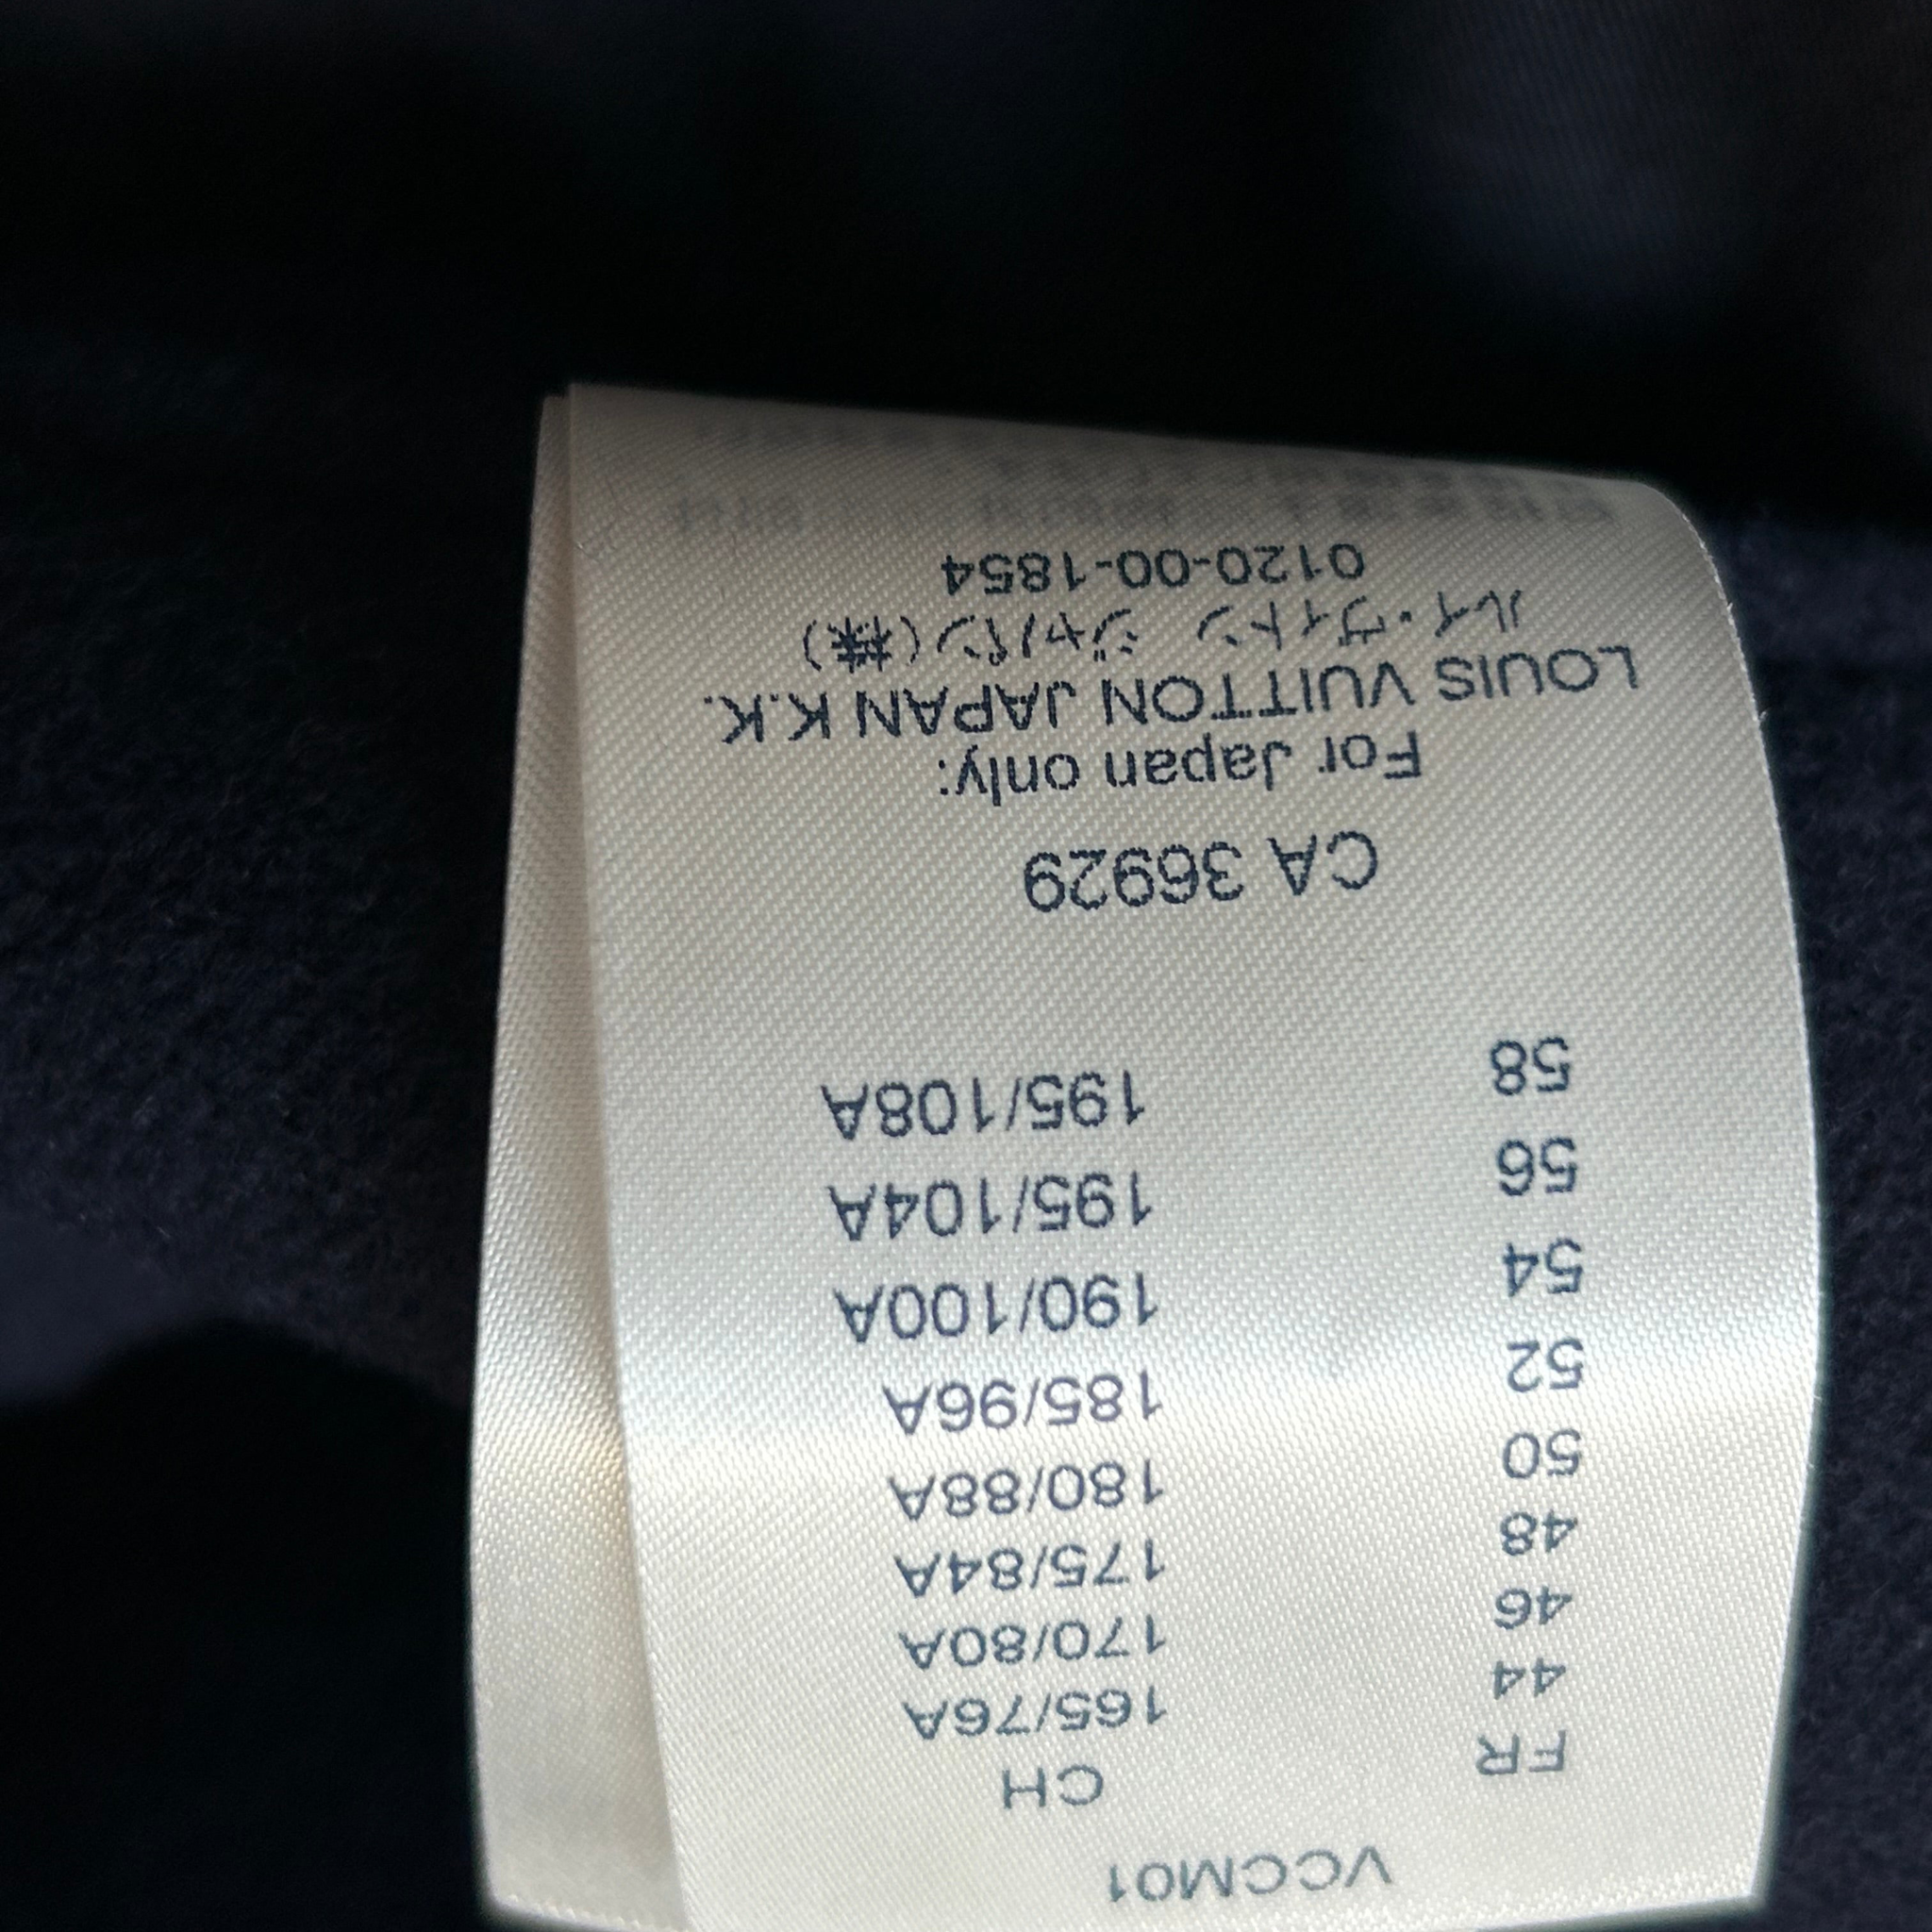 VCCM01
FR CH
44 165/76A
46 170/80A
48 175/84A
50 180/88A
52 185/96A
54 190/100A
56 195/104A
58 195/108A
CA 36929
For Japan only:
LOUIS VUITTON JAPAN K.K.
ルイ・ヴィトン ジャパン(株)
0120-00-1854